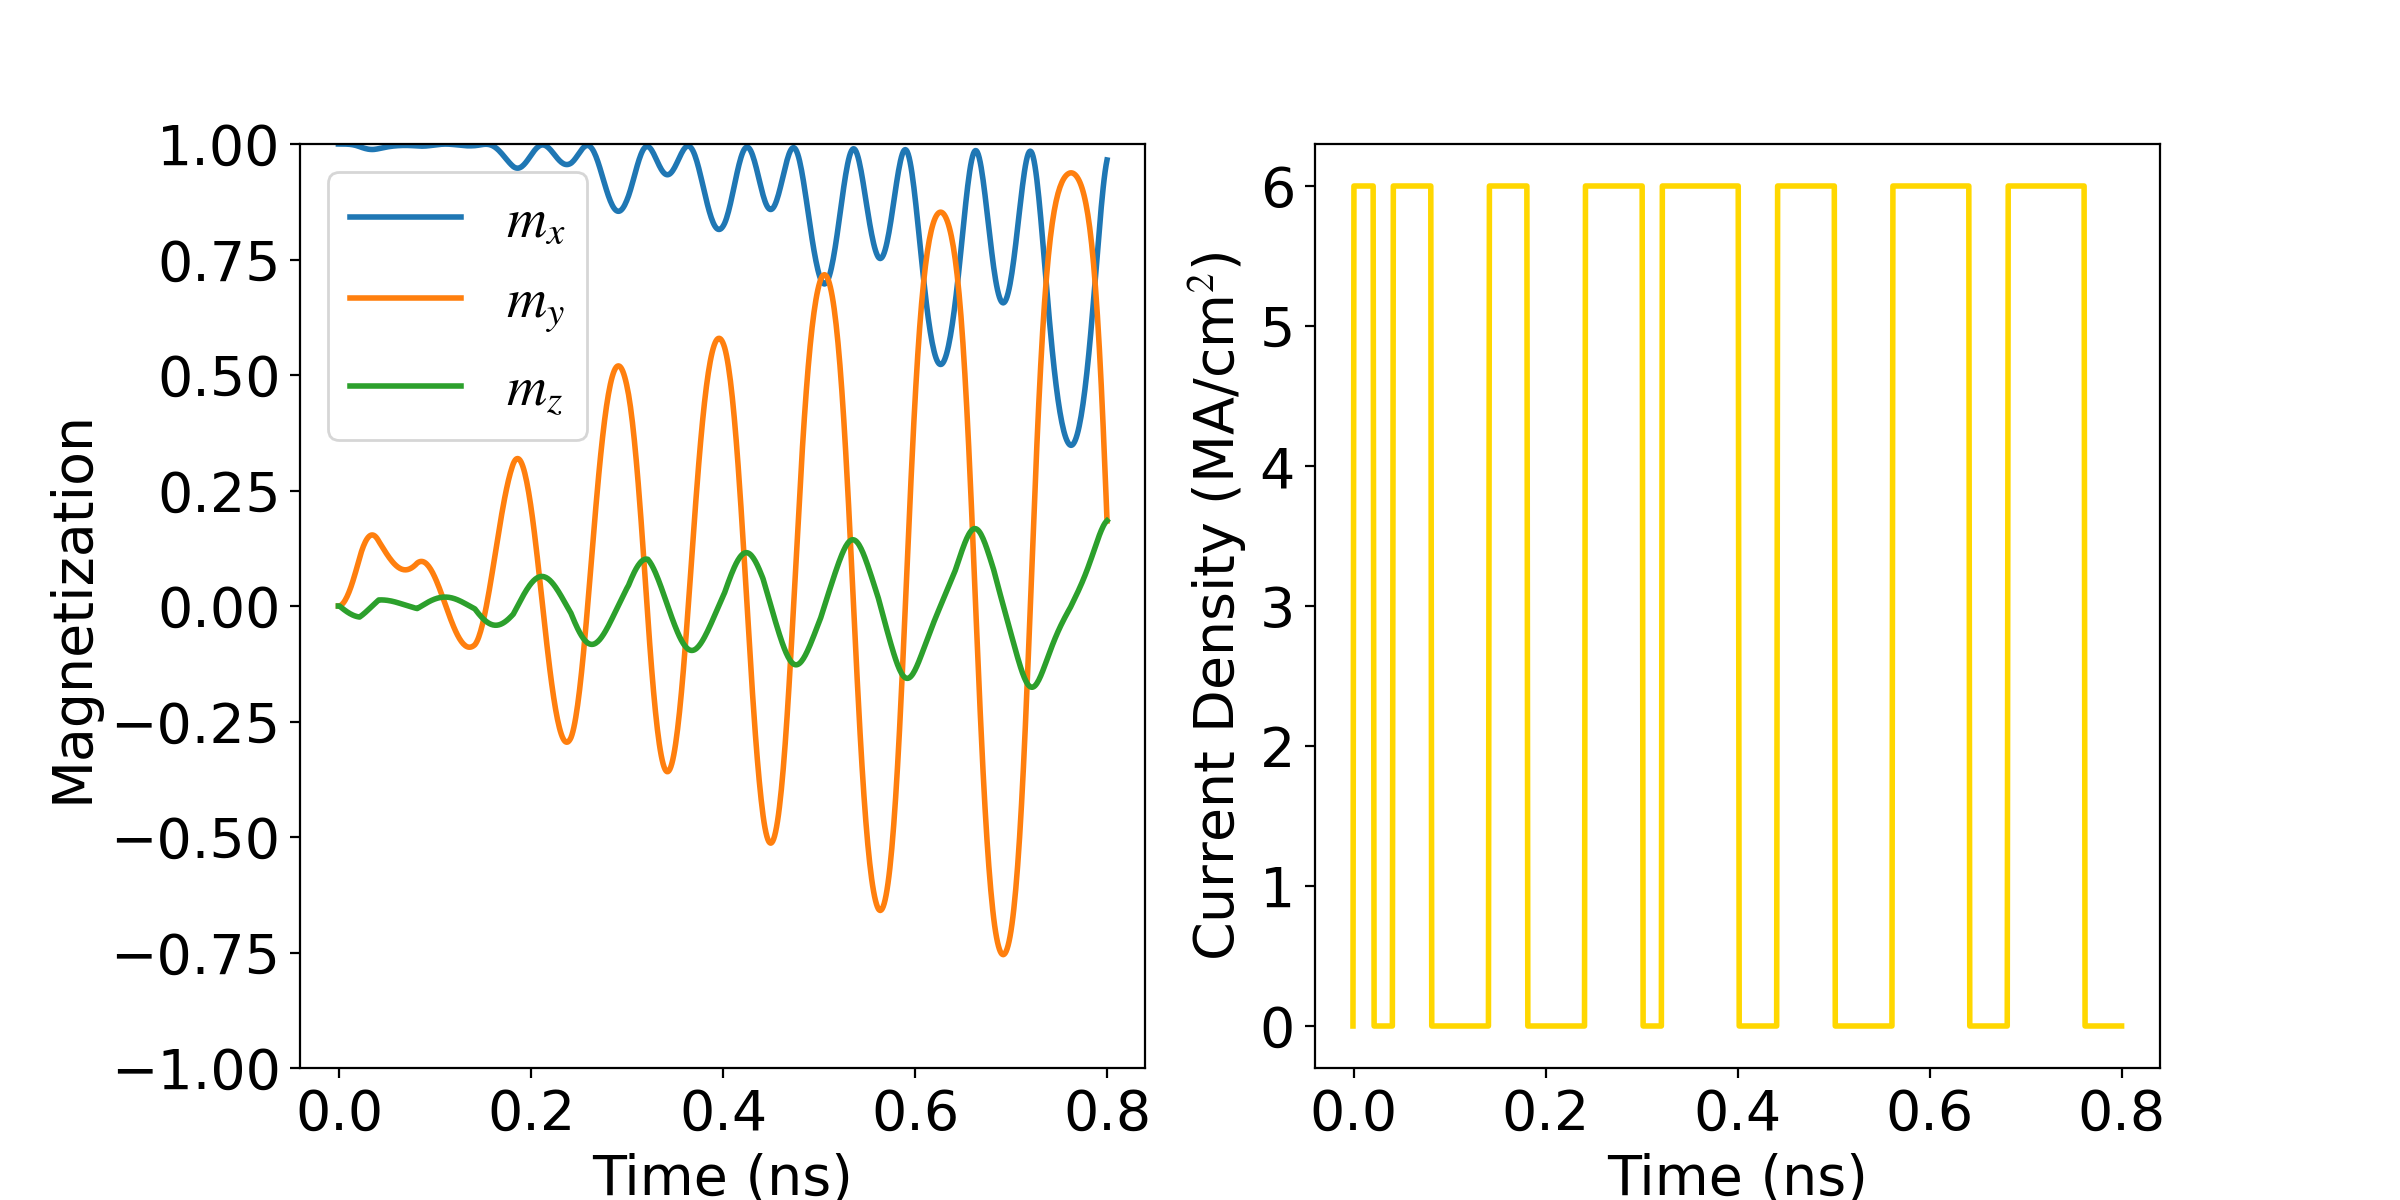 Magnetization
1.00
0.75
0.50
0.25
0.00
−0.25
−0.50
−0.75
−1.00
m_x
m_y
m_z
0.0 0.2 0.4 0.6 0.8
Time (ns)
Current Density (MA/cm²)
6
5
4
3
2
1
0
0.0 0.2 0.4 0.6 0.8
Time (ns)